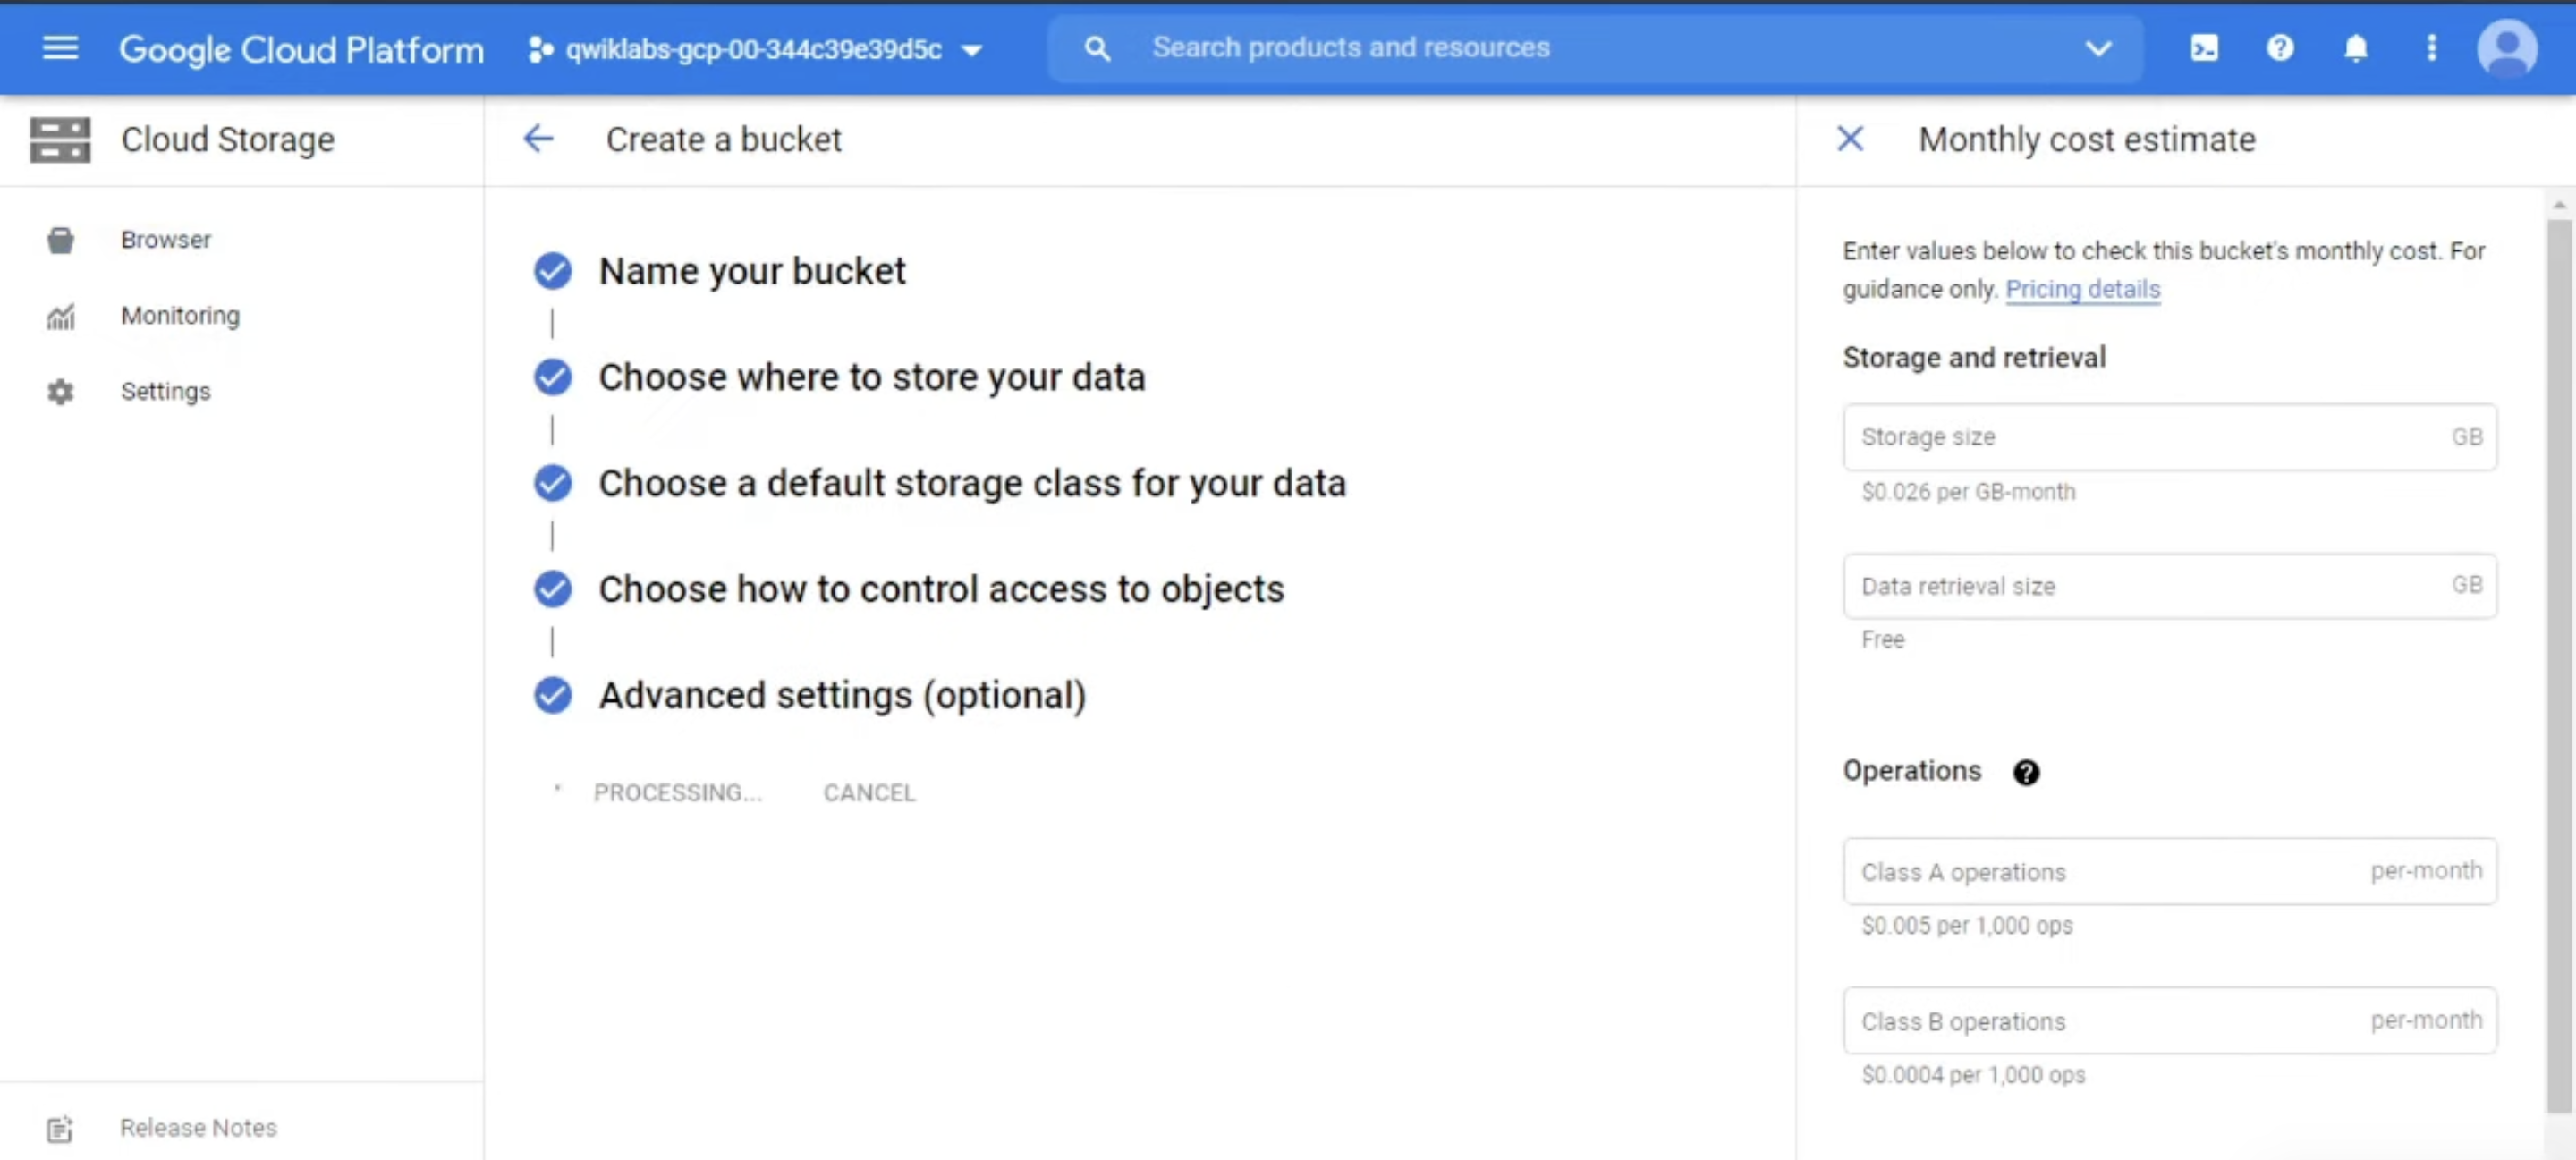 Google Cloud Platform
qwiklabs-gcp-00-344c39e39d5c
Search products and resources
Cloud Storage
Create a bucket
Monthly cost estimate
Browser
Monitoring
Settings
Name your bucket
Choose where to store your data
Choose a default storage class for your data
Choose how to control access to objects
Advanced settings (optional)
PROCESSING... CANCEL
Enter values below to check this bucket's monthly cost. For
guidance only. Pricing details
Storage and retrieval
Storage size GB
$0.026 per GB-month
Data retrieval size GB
Free
Operations
Class A operations per-month
$0.005 per 1,000 ops
Class B operations per-month
$0.0004 per 1,000 ops
Release Notes